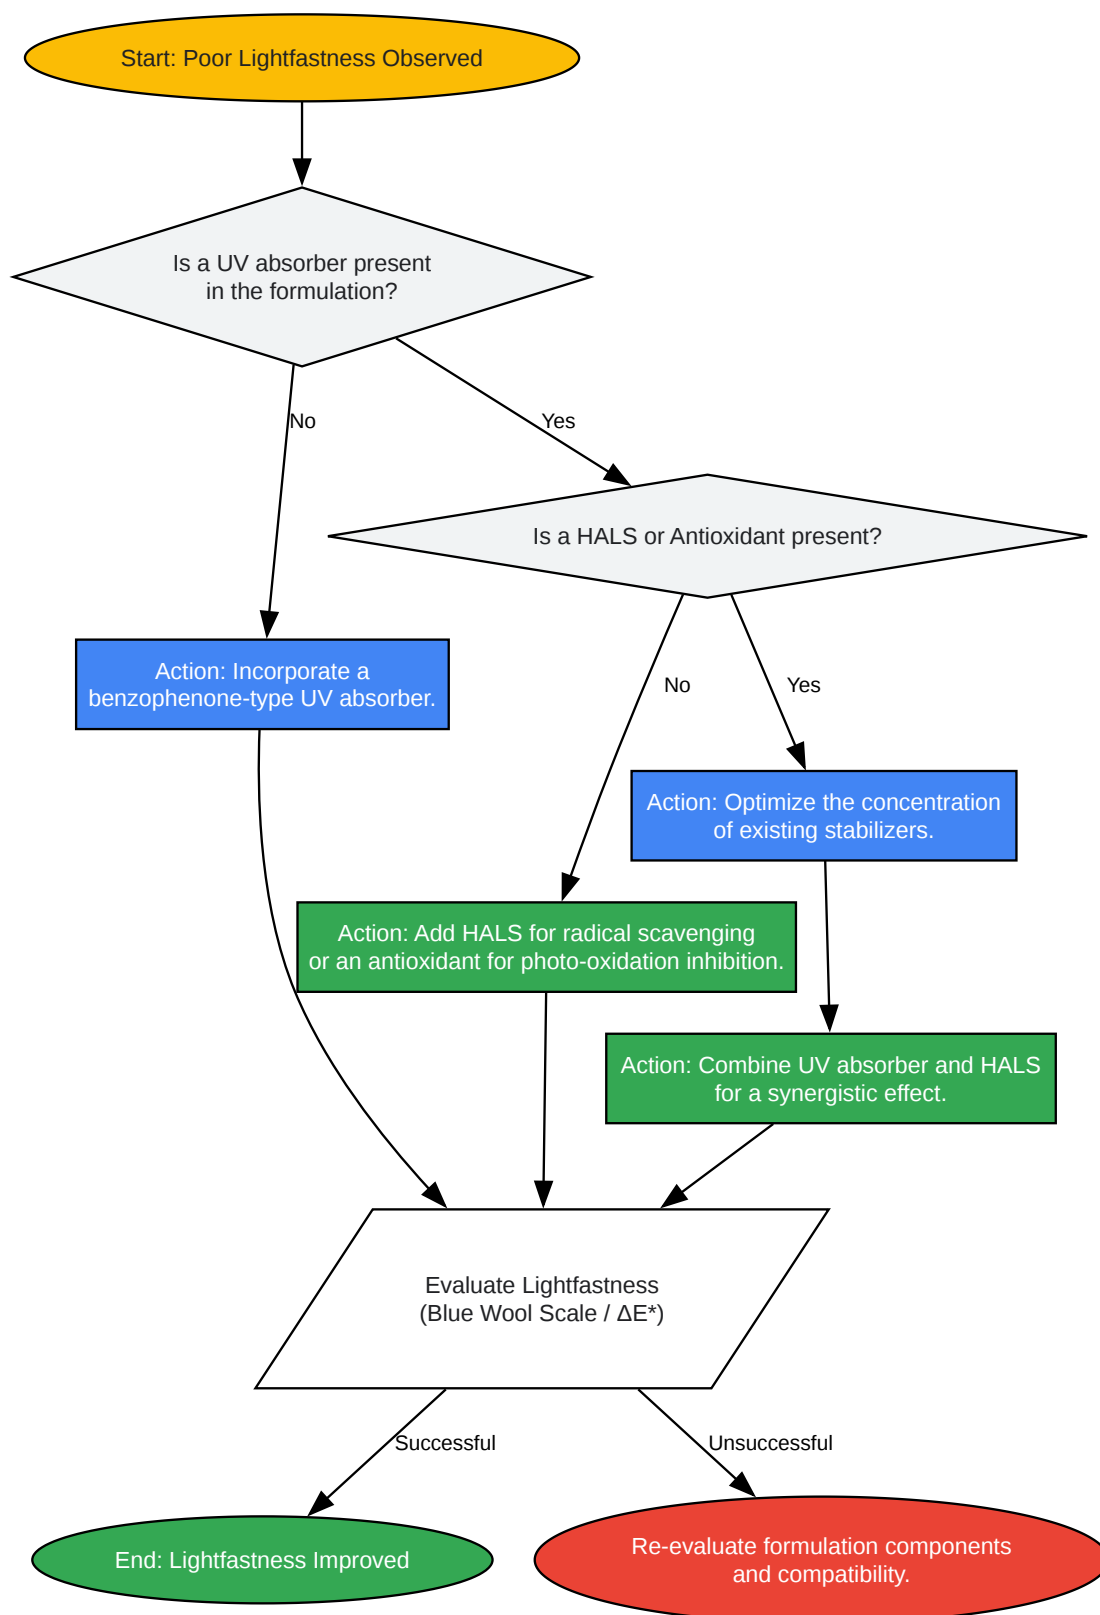 Start: Poor Lightfastness Observed
Is a UV absorber present
in the formulation?
No
Yes
Is a HALS or Antioxidant present?
Action: Incorporate a
benzophenone-type UV absorber.
No
Yes
Action: Optimize the concentration
of existing stabilizers.
Action: Add HALS for radical scavenging
or an antioxidant for photo-oxidation inhibition.
Action: Combine UV absorber and HALS
for a synergistic effect.
Evaluate Lightfastness
(Blue Wool Scale / ΔE*)
Successful
Unsuccessful
End: Lightfastness Improved
Re-evaluate formulation components
and compatibility.